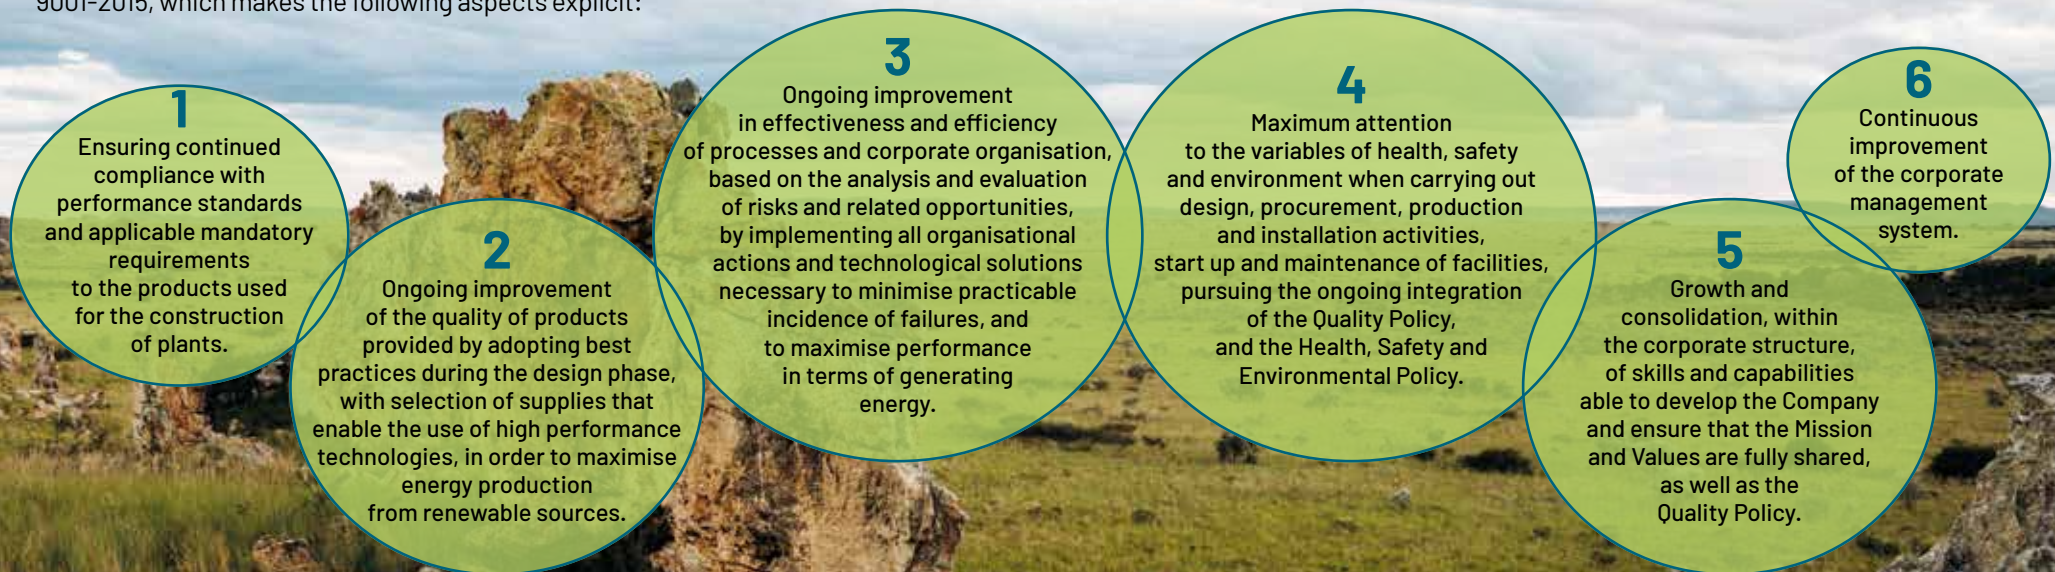 9001-2015, which makes the following aspects explicit:
1
Ensuring continued
compliance with
performance standards
and applicable mandatory
requirements
to the products used
for the construction
of plants.
2
Ongoing improvement
of the quality of products
provided by adopting best
practices during the design phase,
with selection of supplies that
enable the use of high performance
technologies, in order to maximise
energy production
from renewable sources.
3
Ongoing improvement
in effectiveness and efficiency
of processes and corporate organisation,
based on the analysis and evaluation
of risks and related opportunities,
by implementing all organisational
actions and technological solutions
necessary to minimise practicable
incidence of failures, and
to maximise performance
in terms of generating
energy.
4
Maximum attention
to the variables of health, safety
and environment when carrying out
design, procurement, production
and installation activities,
start up and maintenance of facilities,
pursuing the ongoing integration
of the Quality Policy,
and the Health, Safety and
Environmental Policy.
5
Growth and
consolidation, within
the corporate structure,
of skills and capabilities
able to develop the Company
and ensure that the Mission
and Values are fully shared,
as well as the
Quality Policy.
6
Continuous
improvement
of the corporate
management
system.